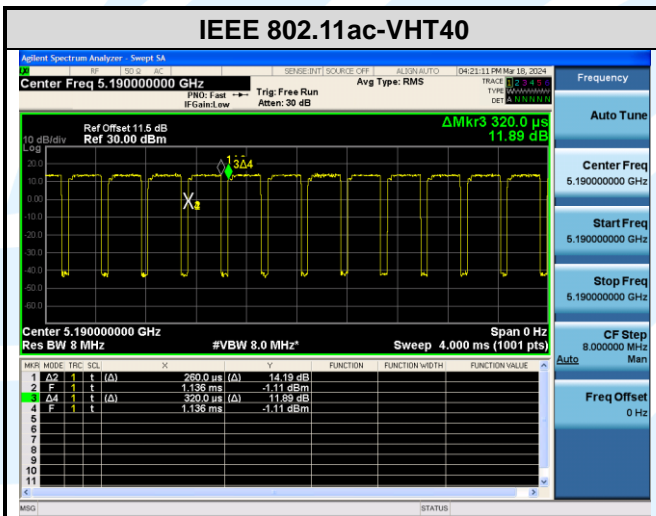 IEEE 802.11ac-VHT40
Agilent Spectrum Analyzer - Swept SA
RF 50 Ω AC SENSE:INT SOURCE OFF ALIGN AUTO 04:21:11 PM Mar 18, 2024
Center Freq 5.190000000 GHz
PNO: Fast
IFGain:Low
Trig: Free Run
Atten: 30 dB
Avg Type: RMS
TRACE 1 2 3 4 5 6
TYPE
DET A N N N N N
Frequency
Auto Tune
Center Freq
5.190000000 GHz
Start Freq
5.190000000 GHz
Stop Freq
5.190000000 GHz
CF Step
8.000000 MHz
Auto Man
Freq Offset
0 Hz
Ref Offset 11.5 dB
10 dB/div Ref 30.00 dBm
Log
ΔMkr3 320.0 µs
11.89 dB
20.0
10.0
0.00
-10.0
-20.0
-30.0
-40.0
-50.0
-60.0
1 3Δ4
Center 5.190000000 GHz Span 0 Hz
Res BW 8 MHz #VBW 8.0 MHz* Sweep 4.000 ms (1001 pts)
MKR MODE TRC SCL X Y FUNCTION FUNCTION WIDTH FUNCTION VALUE
1 Δ2 1 t (Δ) 260.0 µs (Δ) 14.19 dB
2 F 1 t 1.136 ms -1.11 dBm
3 Δ4 1 t (Δ) 320.0 µs (Δ) 11.89 dB
4 F 1 t 1.136 ms -1.11 dBm
5
6
7
8
9
10
11
MSG STATUS